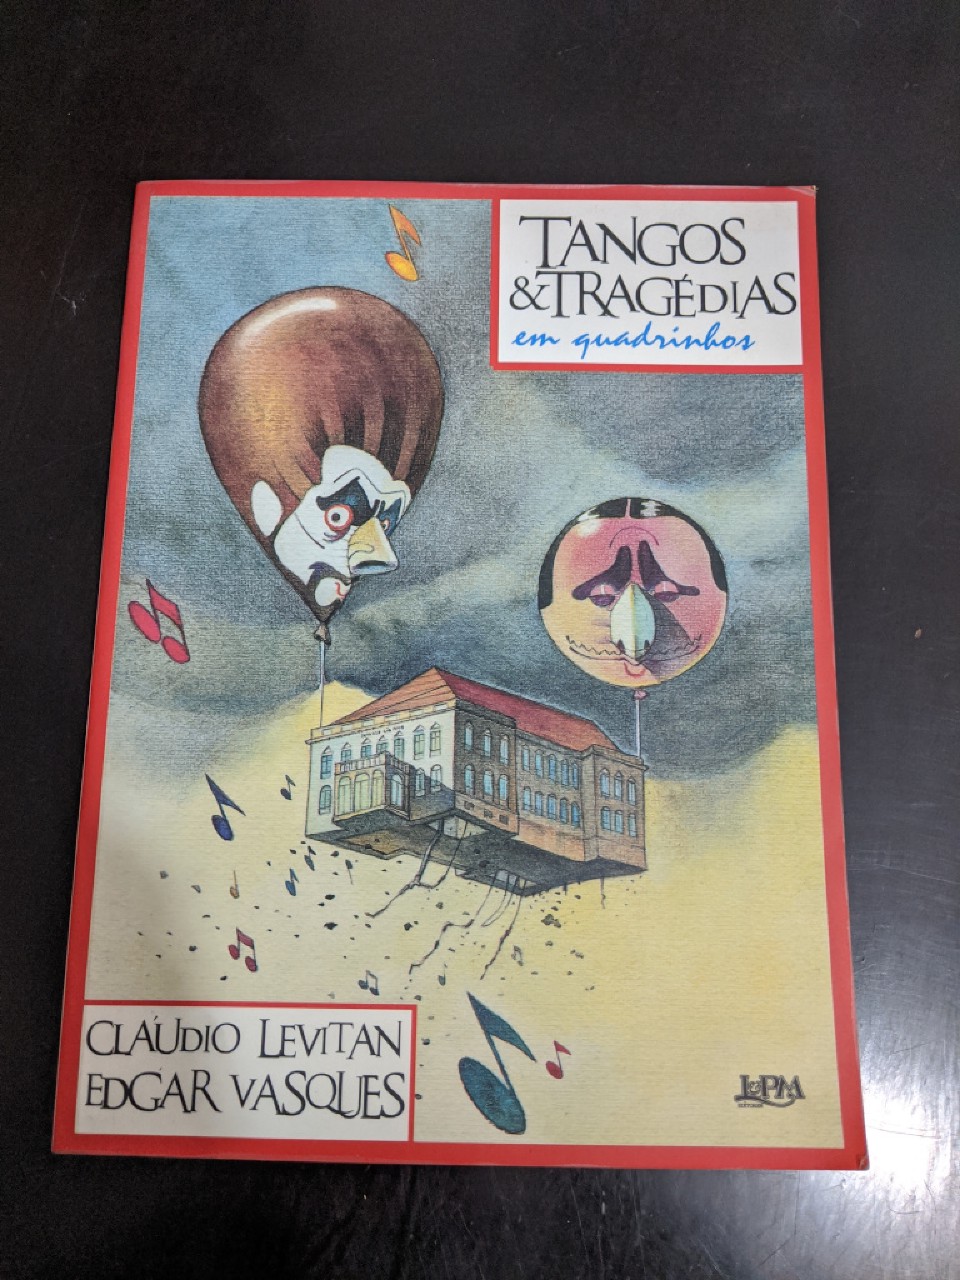 TANGOS
&TRAGÉDIAS
em quadrinhos
CLÁUDIO LEVITAN
EDGAR VASQUES
L&PM